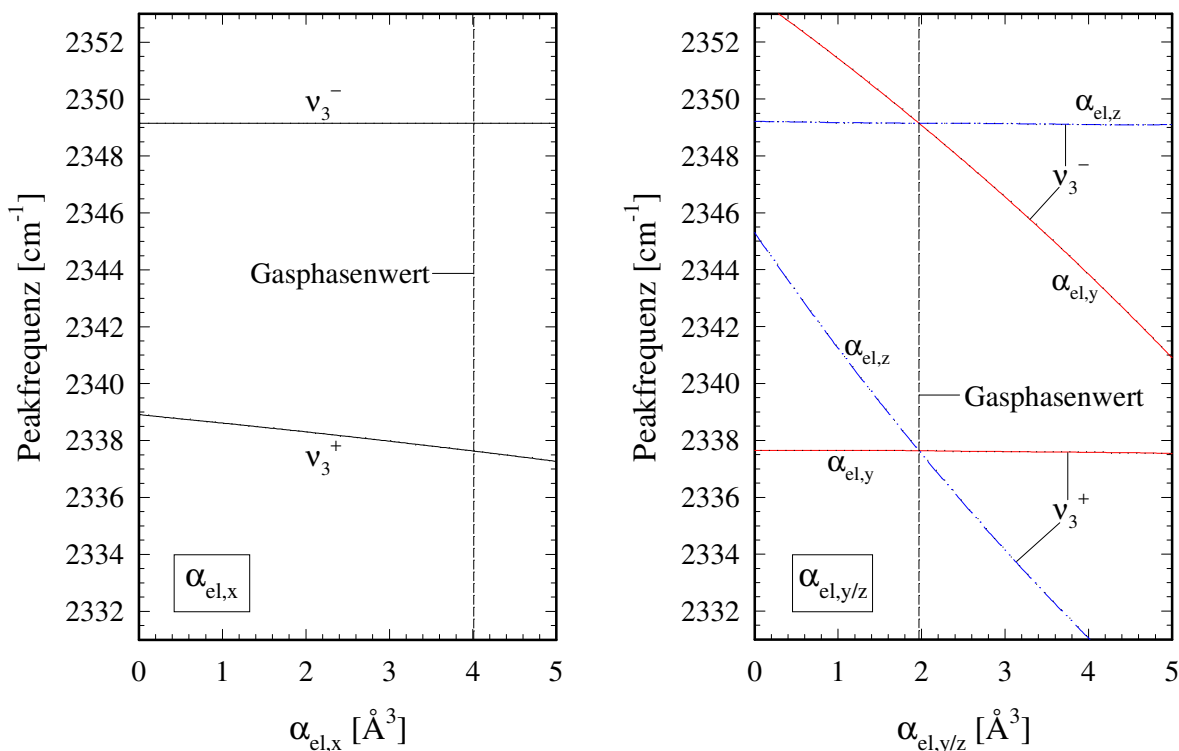 Peakfrequenz [cm⁻¹]
2352
2350
2348
2346
2344
2342
2340
2338
2336
2334
2332
ν₃⁻
Gasphasenwert
ν₃⁺
α_el,x
0 1 2 3 4 5
α_el,x [Å³]
Peakfrequenz [cm⁻¹]
2352
2350
2348
2346
2344
2342
2340
2338
2336
2334
2332
α_el,z
ν₃⁻
α_el,y
α_el,z
Gasphasenwert
α_el,y
ν₃⁺
α_el,y/z
0 1 2 3 4 5
α_el,y/z [Å³]